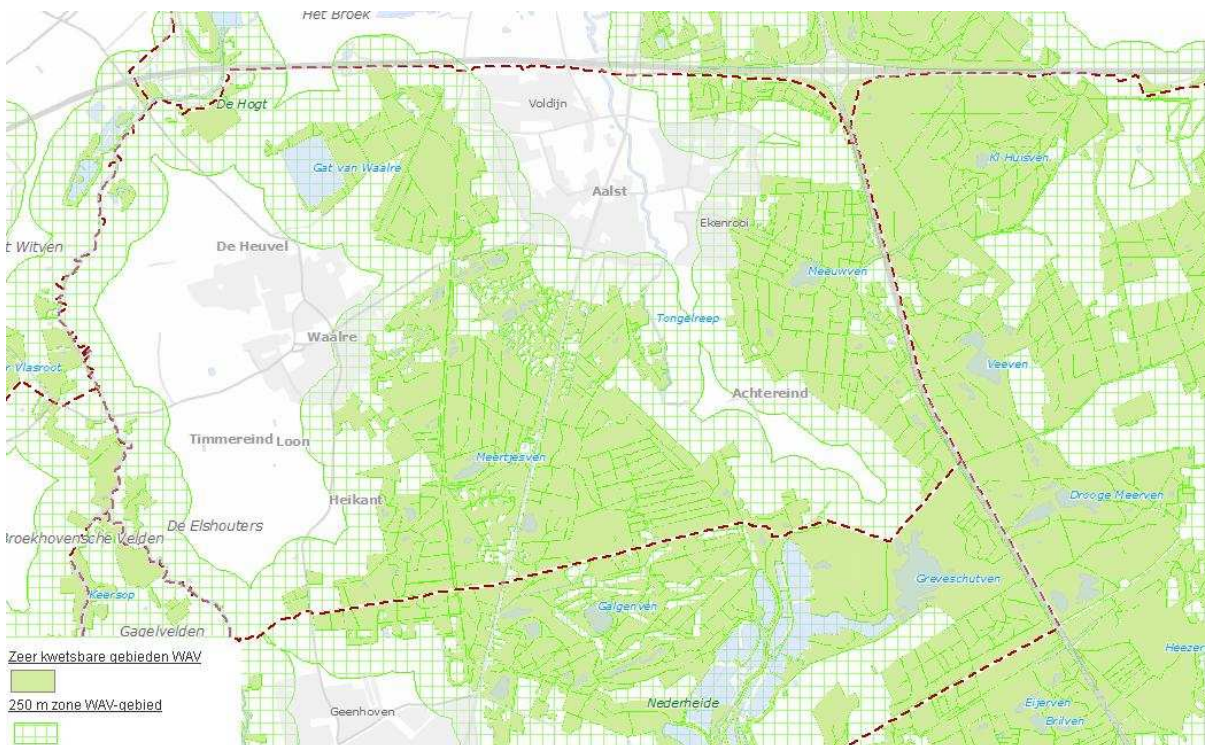 Het Broek
De Hogt
Voldijn
Gat van Waalre
Kl Huisven
Aalst
Ekenrooi
De Heuvel
t Witven
Meeuwven
Tongelreep
Waalre
Veeven
r Vlasroot
Achtereind
Timmereind Loon
Meertjesven
Heikant
Drooge Meerven
De Elshouters
Broekhovensche Velden
Greveschutven
Keersop
Galgenven
Gagelvelden
Heezer
Zeer kwetsbare gebieden WAV
250 m zone WAV-gebied
Geenhoven
Nederheide
Eijerven
Brilven